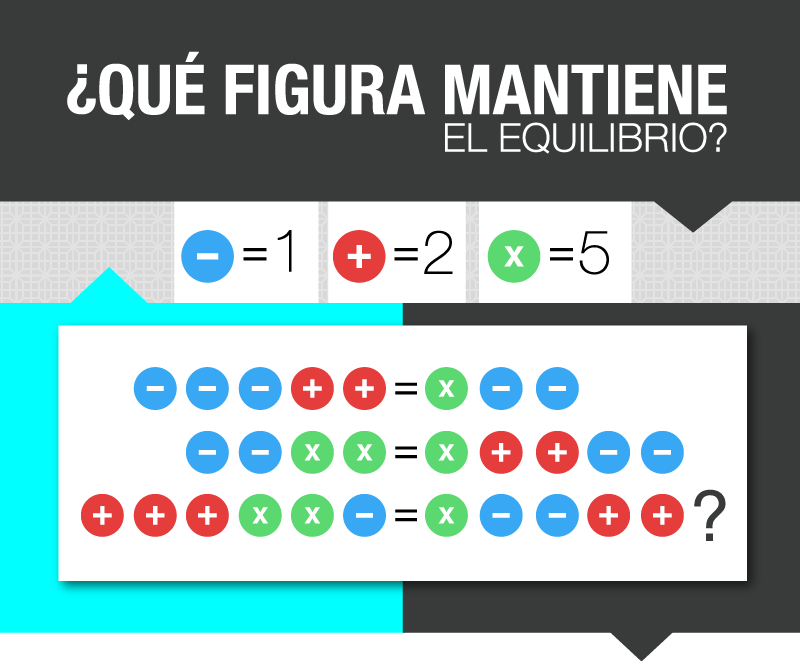 ¿QUÉ FIGURA MANTIENE
EL EQUILIBRIO?
− =1 + =2 x =5
− − − + + = x − −
− − x x = x + + − −
+ + + x x − = x − − + + ?